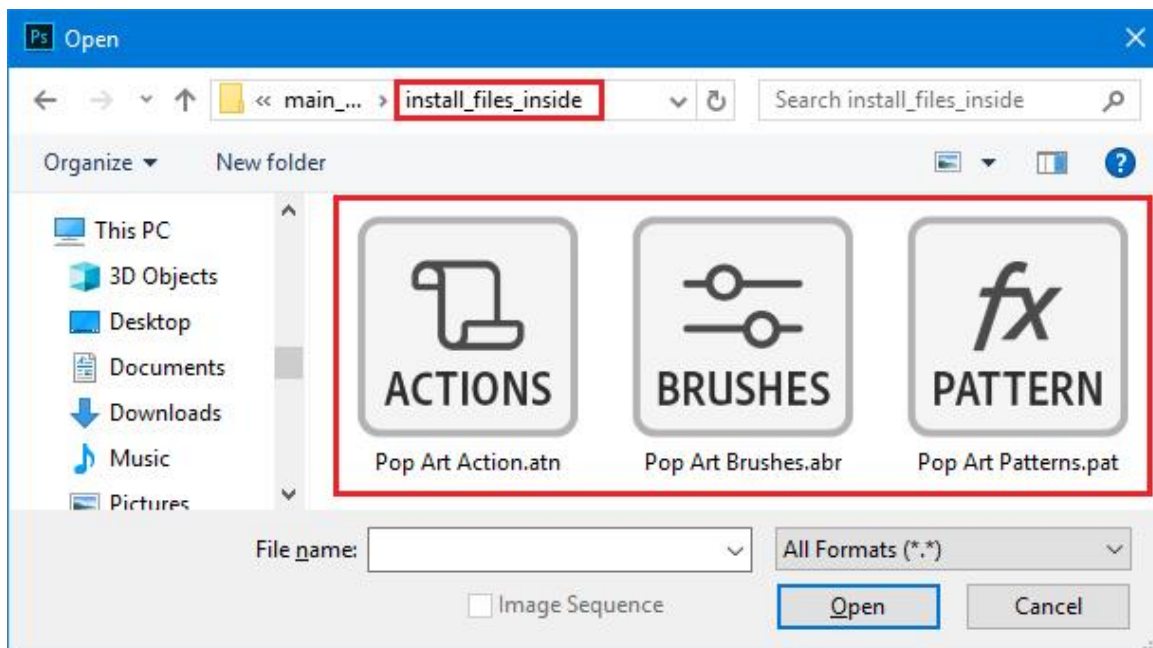 Ps Open
« main_... > install_files_inside Search install_files_inside
Organize New folder ?
This PC
3D Objects
Desktop
Documents
Downloads
Music
Pictures
fx
ACTIONS BRUSHES PATTERN
Pop Art Action.atn Pop Art Brushes.abr Pop Art Patterns.pat
File name: All Formats (*.*)
Image Sequence Open Cancel